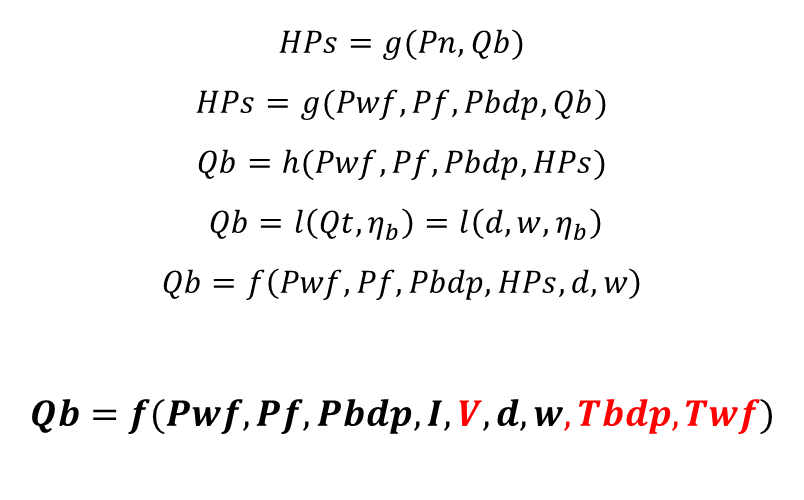 HPs = g(Pn, Qb)
HPs = g(Pwf, Pf, Pbdp, Qb)
Qb = h(Pwf, Pf, Pbdp, HPs)
Qb = l(Qt, η_b) = l(d, w, η_b)
Qb = f(Pwf, Pf, Pbdp, HPs, d, w)
Qb = f(Pwf, Pf, Pbdp, I, V, d, w, Tbdp, Twf)